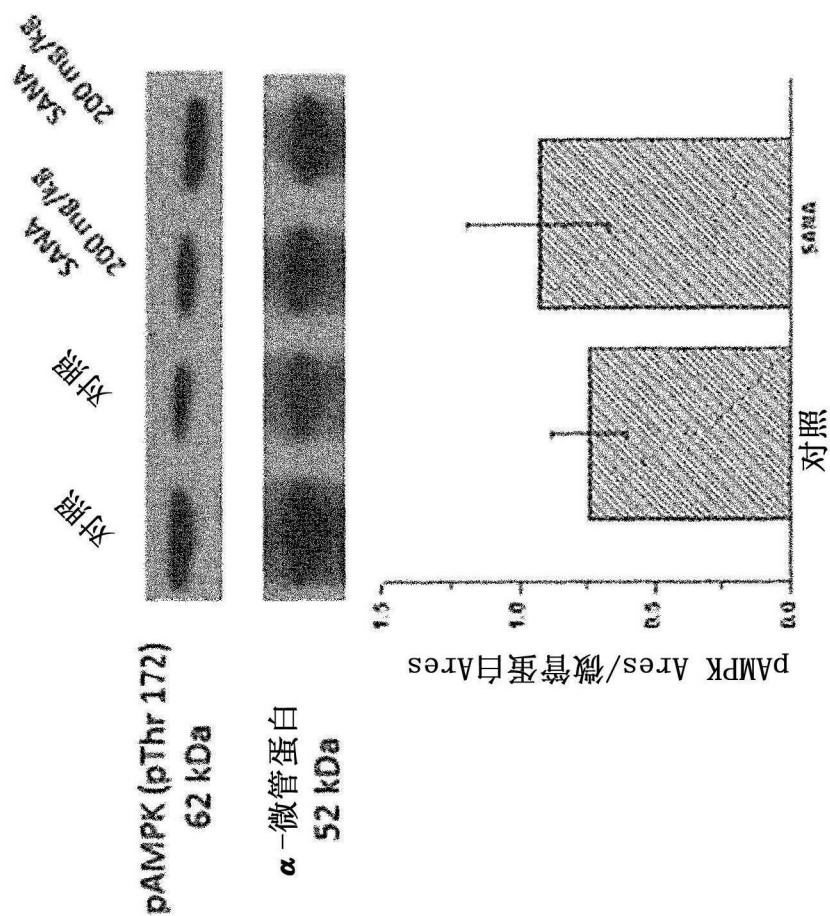 对照
对照
SANA
200 mg/kg
SANA
200 mg/kg
pAMPK (pThr 172)
62 kDa
α-微管蛋白
52 kDa
pAMPK Ares/微管蛋白Ares
1.5
1.0
0.5
0.0
对照
SANA